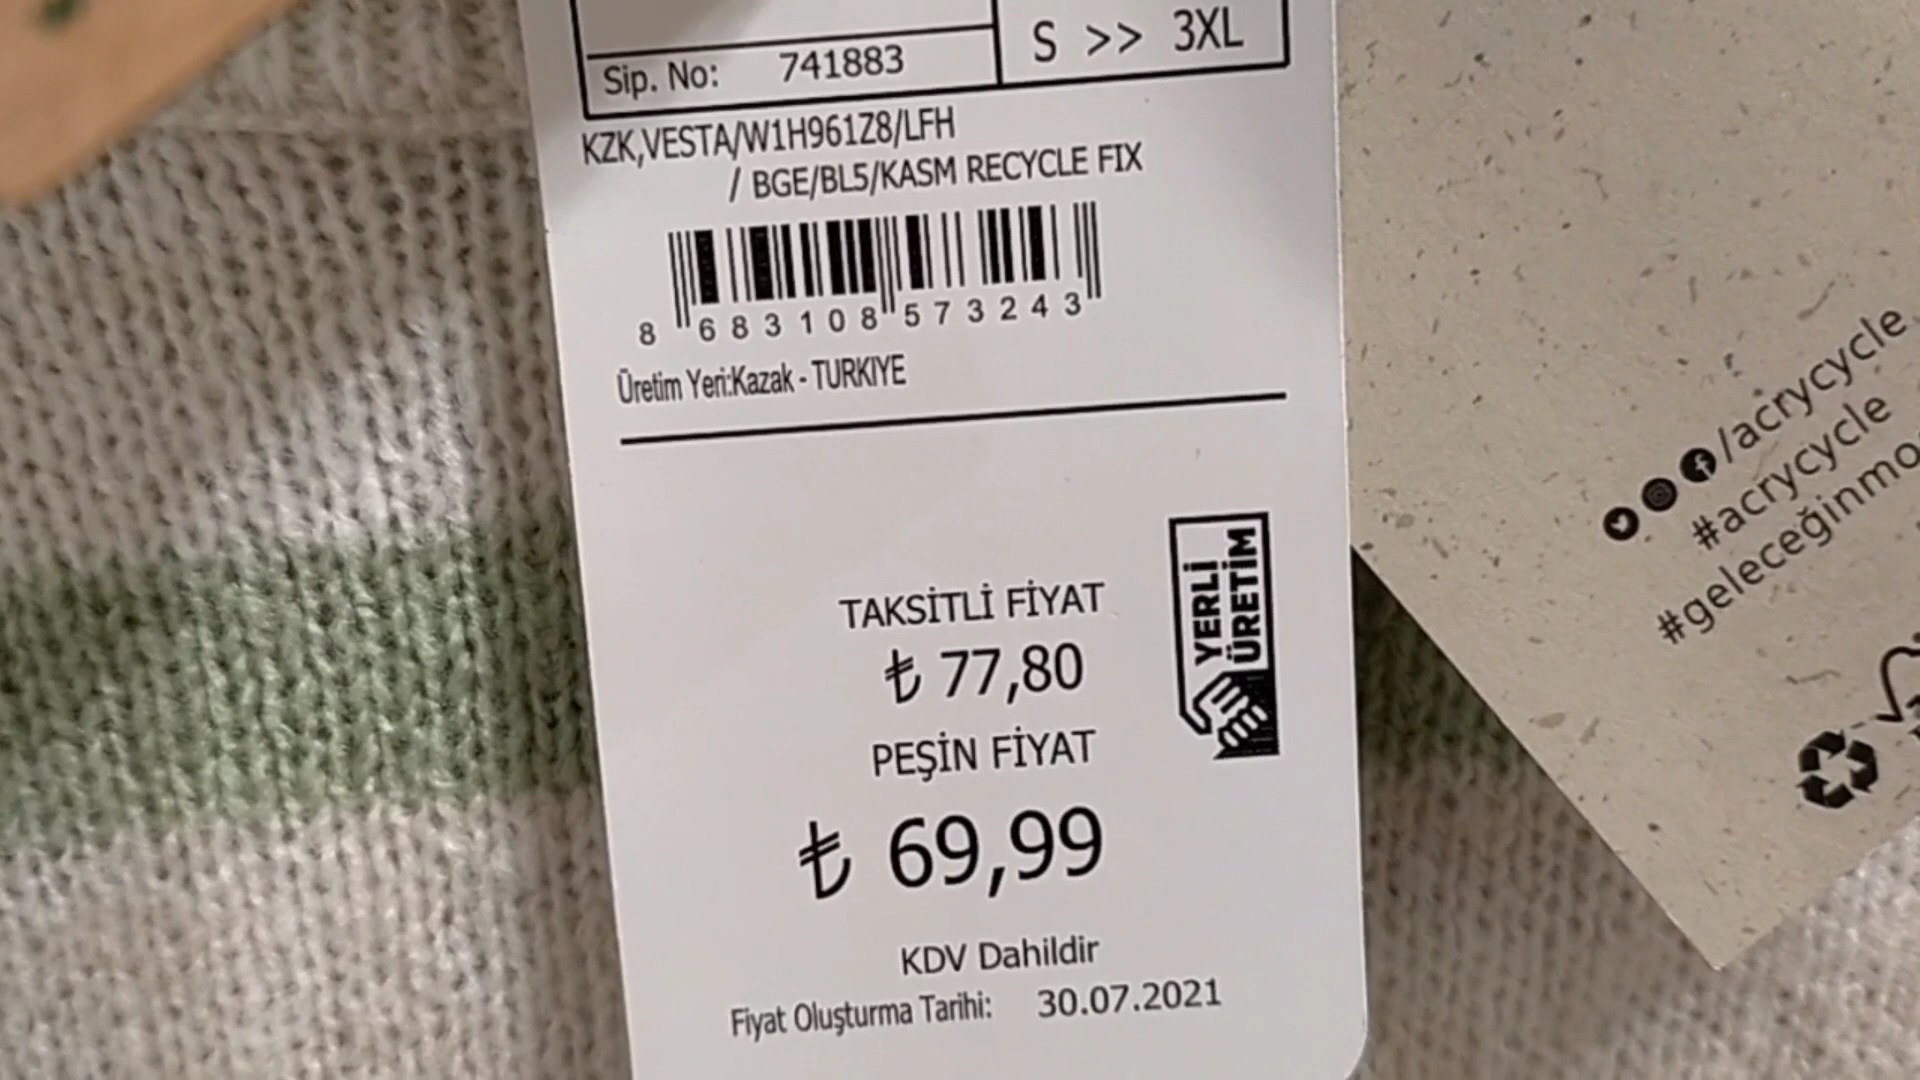 S >> 3XL
Sip. No: 741883
KZK,VESTA/W1H961Z8/LFH
/ BGE/BL5/KASM RECYCLE FIX
8 683108 573243
Üretim Yeri:Kazak - TURKIYE
TAKSİTLİ FİYAT
₺ 77,80
PEŞİN FİYAT
₺ 69,99
KDV Dahildir
Fiyat Oluşturma Tarihi: 30.07.2021
YERLİ
ÜRETİM
/acrycycle
#acrycycle